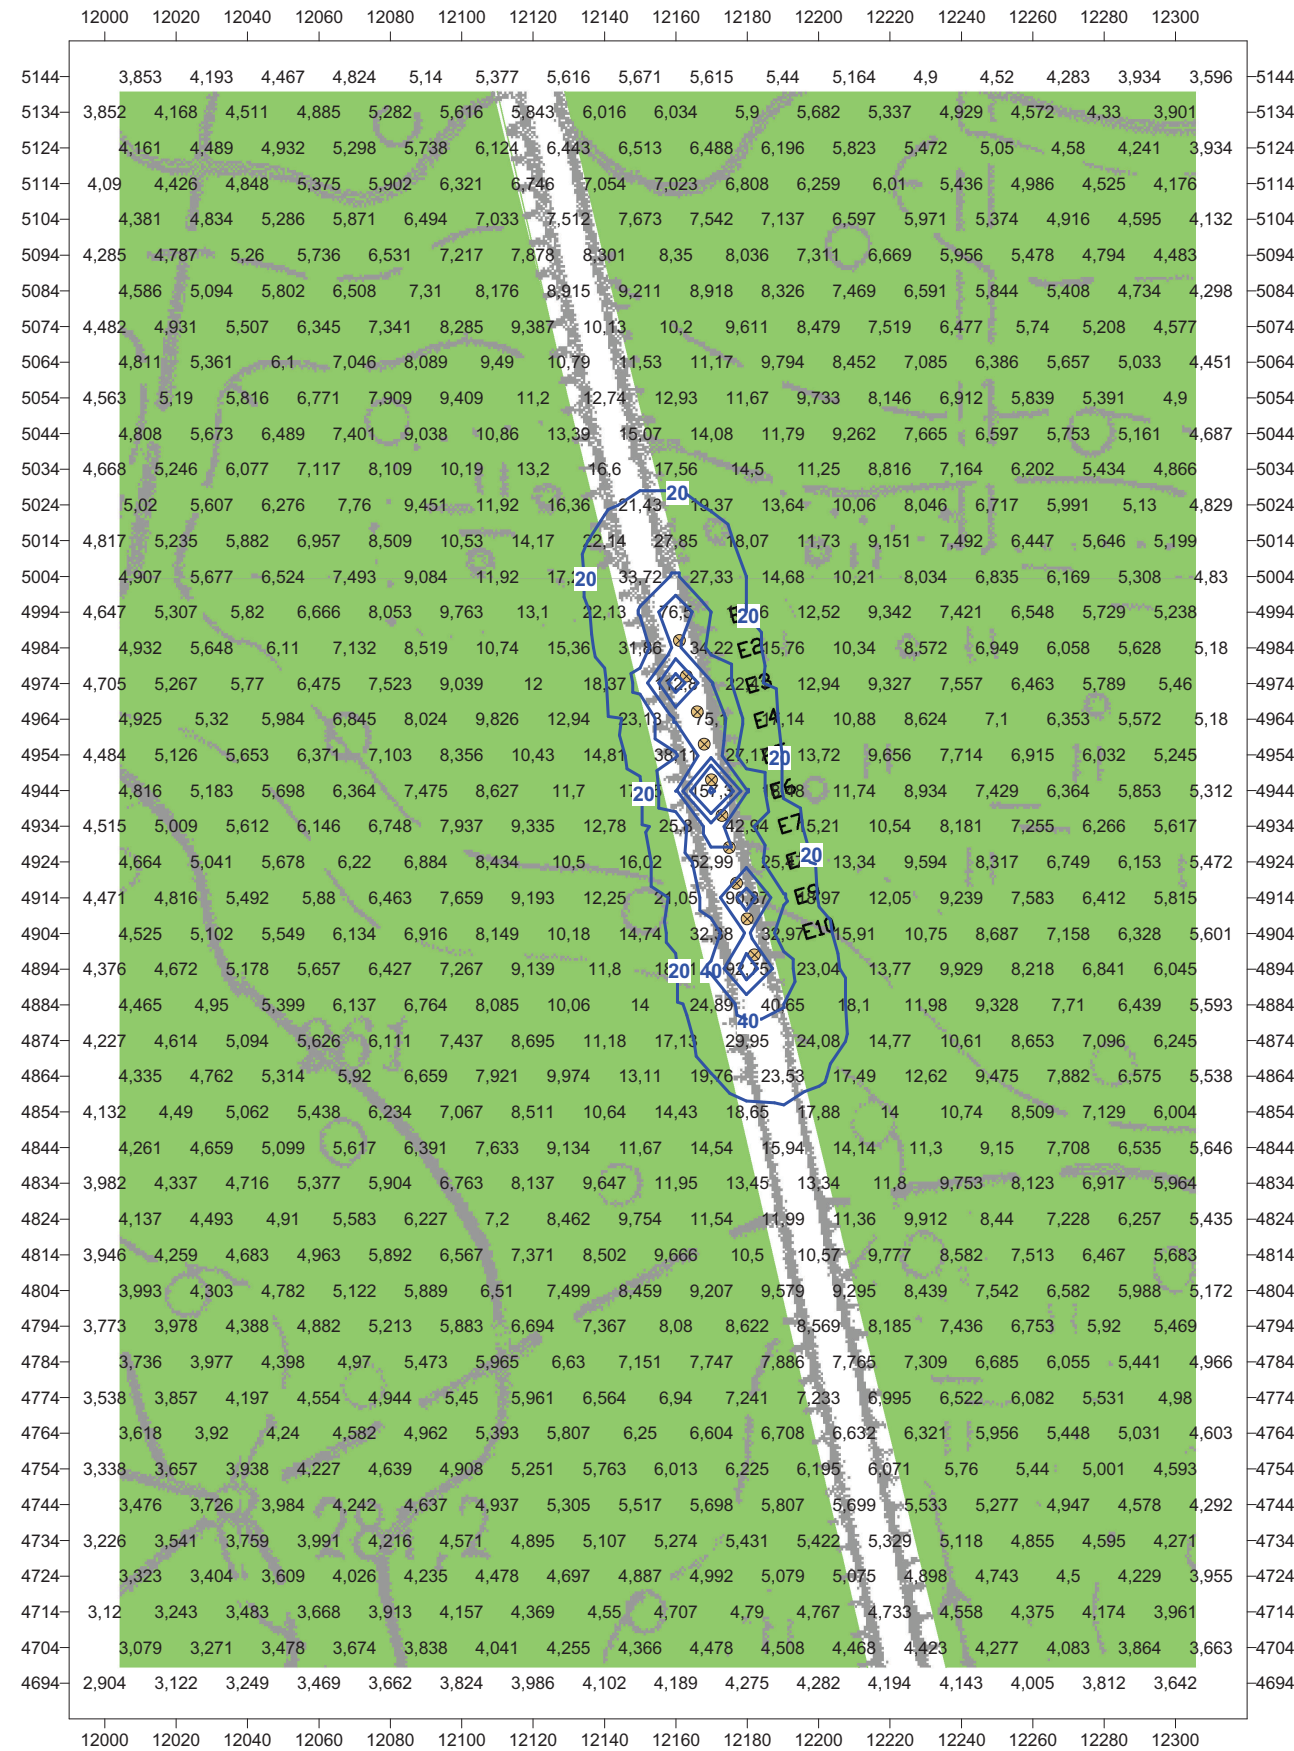 12000 12020 12040 12060 12080 12100 12120 12140 12160 12180 12200 12220 12240 12260 12280 12300
5144 3,853 4,193 4,467 4,824 5,14 5,377 5,616 5,671 5,615 5,44 5,164 4,9 4,52 4,283 3,934 3,596 5144
5134 3,852 4,168 4,511 4,885 5,282 5,616 5,843 6,016 6,034 5,9 5,682 5,337 4,929 4,572 4,33 3,901 5134
5124 4,161 4,489 4,932 5,298 5,738 6,124 6,443 6,513 6,488 6,196 5,823 5,472 5,05 4,58 4,241 3,934 5124
5114 4,09 4,426 4,848 5,375 5,902 6,321 6,746 7,054 7,023 6,808 6,259 6,01 5,436 4,986 4,525 4,176 5114
5104 4,381 4,834 5,286 5,871 6,494 7,033 7,512 7,673 7,542 7,137 6,597 5,971 5,374 4,916 4,595 4,132 5104
5094 4,285 4,787 5,26 5,736 6,531 7,217 7,878 8,301 8,35 8,036 7,311 6,669 5,956 5,478 4,794 4,483 5094
5084 4,586 5,094 5,802 6,508 7,31 8,176 8,915 9,211 8,918 8,326 7,469 6,591 5,844 5,408 4,734 4,298 5084
5074 4,482 4,931 5,507 6,345 7,341 8,285 9,387 10,13 10,2 9,611 8,479 7,519 6,477 5,74 5,208 4,577 5074
5064 4,811 5,361 6,1 7,046 8,089 9,49 10,79 11,53 11,17 9,794 8,452 7,085 6,386 5,657 5,033 4,451 5064
5054 4,563 5,19 5,816 6,771 7,909 9,409 11,2 12,74 12,93 11,67 9,733 8,146 6,912 5,839 5,391 4,9 5054
5044 4,808 5,673 6,489 7,401 9,038 10,86 13,39 15,07 14,08 11,79 9,262 7,665 6,597 5,753 5,161 4,687 5044
5034 4,668 5,246 6,077 7,117 8,109 10,19 13,2 16,6 17,56 14,5 11,25 8,816 7,164 6,202 5,434 4,866 5034
20
5024 5,02 5,607 6,276 7,76 9,451 11,92 16,36 21,43 19,37 13,64 10,06 8,046 6,717 5,991 5,13 4,829 5024
5014 4,817 5,235 5,882 6,957 8,509 10,53 14,17 22,14 27,85 18,07 11,73 9,151 7,492 6,447 5,646 5,199 5014
5004 4,907 5,677 6,524 7,493 9,084 11,92 20 33,72 27,33 14,68 10,21 8,034 6,835 6,169 5,308 4,83 5004
4994 4,647 5,307 5,82 6,666 8,053 9,763 13,1 22,13 76,5 20 12,52 9,342 7,421 6,548 5,729 5,238 4994
4984 4,932 5,648 6,11 7,132 8,519 10,74 15,36 31,86 34,22 E2 15,76 10,34 8,572 6,949 6,058 5,628 5,18 4984
4974 4,705 5,267 5,77 6,475 7,523 9,039 12 18,37 E3 12,94 9,327 7,557 6,463 5,789 5,46 4974
4964 4,925 5,32 5,984 6,845 8,024 9,826 12,94 23,13 75,1 E4 10,88 8,624 7,1 6,353 5,572 5,18 4964
4954 4,484 5,126 5,653 6,371 7,103 8,356 10,43 14,81 38,11 20 13,72 9,656 7,714 6,915 6,032 5,245 4954
4944 4,816 5,183 5,698 6,364 7,475 8,627 11,7 20 157,3 E6 11,74 8,934 7,429 6,364 5,853 5,312 4944
4934 4,515 5,009 5,612 6,146 6,748 7,937 9,335 12,78 25,8 42,94 E7 15,21 10,54 8,181 7,255 6,266 5,617 4934
4924 4,664 5,041 5,678 6,22 6,884 8,434 10,5 16,02 52,99 20 13,34 9,594 8,317 6,749 6,153 5,472 4924
4914 4,471 4,816 5,492 5,88 6,463 7,659 9,193 12,25 21,05 E9 12,05 9,239 7,583 6,412 5,815 4914
4904 4,525 5,102 5,549 6,134 6,916 8,149 10,18 14,74 32,38 32,97 E10 15,91 10,75 8,687 7,158 6,328 5,601 4904
4894 4,376 4,672 5,178 5,657 6,427 7,267 9,139 11,8 20 40 92,75 23,04 13,77 9,929 8,218 6,841 6,045 4894
4884 4,465 4,95 5,399 6,137 6,764 8,085 10,06 14 24,89 40,65 18,1 11,98 9,328 7,71 6,439 5,593 4884
40
4874 4,227 4,614 5,094 5,626 6,111 7,437 8,695 11,18 17,13 29,95 24,08 14,77 10,61 8,653 7,096 6,245 4874
4864 4,335 4,762 5,314 5,92 6,659 7,921 9,974 13,11 19,76 23,53 17,49 12,62 9,475 7,882 6,575 5,538 4864
4854 4,132 4,49 5,062 5,438 6,234 7,067 8,511 10,64 14,43 18,65 17,88 14 10,74 8,509 7,129 6,004 4854
4844 4,261 4,659 5,099 5,617 6,391 7,633 9,134 11,67 14,54 15,94 14,14 11,3 9,15 7,708 6,535 5,646 4844
4834 3,982 4,337 4,716 5,377 5,904 6,763 8,137 9,647 11,95 13,45 13,34 11,8 9,753 8,123 6,917 5,964 4834
4824 4,137 4,493 4,91 5,583 6,227 7,2 8,462 9,754 11,54 11,99 11,36 9,912 8,44 7,228 6,257 5,435 4824
4814 3,946 4,259 4,683 4,963 5,892 6,567 7,371 8,502 9,666 10,5 10,57 9,777 8,582 7,513 6,467 5,683 4814
4804 3,993 4,303 4,782 5,122 5,889 6,51 7,499 8,459 9,207 9,579 9,295 8,439 7,542 6,582 5,988 5,172 4804
4794 3,773 3,978 4,388 4,882 5,213 5,883 6,694 7,367 8,08 8,622 8,569 8,185 7,436 6,753 5,92 5,469 4794
4784 3,736 3,977 4,398 4,97 5,473 5,965 6,63 7,151 7,747 7,886 7,765 7,309 6,685 6,055 5,441 4,966 4784
4774 3,538 3,857 4,197 4,554 4,944 5,45 5,961 6,564 6,94 7,241 7,233 6,995 6,522 6,082 5,531 4,98 4774
4764 3,618 3,92 4,24 4,582 4,962 5,393 5,807 6,25 6,604 6,708 6,632 6,321 5,956 5,448 5,031 4,603 4764
4754 3,338 3,657 3,938 4,227 4,639 4,908 5,251 5,763 6,013 6,225 6,195 6,071 5,76 5,44 5,001 4,593 4754
4744 3,476 3,726 3,984 4,242 4,637 4,937 5,305 5,517 5,698 5,807 5,699 5,533 5,277 4,947 4,578 4,292 4744
4734 3,226 3,541 3,759 3,991 4,216 4,571 4,895 5,107 5,274 5,431 5,422 5,329 5,118 4,855 4,595 4,271 4734
4724 3,323 3,404 3,609 4,026 4,235 4,478 4,697 4,887 4,992 5,079 5,075 4,898 4,743 4,5 4,229 3,955 4724
4714 3,12 3,243 3,483 3,668 3,913 4,157 4,369 4,55 4,707 4,79 4,767 4,733 4,558 4,375 4,174 3,961 4714
4704 3,079 3,271 3,478 3,674 3,838 4,041 4,255 4,366 4,478 4,508 4,468 4,423 4,277 4,083 3,864 3,663 4704
4694 2,904 3,122 3,249 3,469 3,662 3,824 3,986 4,102 4,189 4,275 4,282 4,194 4,143 4,005 3,812 3,642 4694
12000 12020 12040 12060 12080 12100 12120 12140 12160 12180 12200 12220 12240 12260 12280 12300